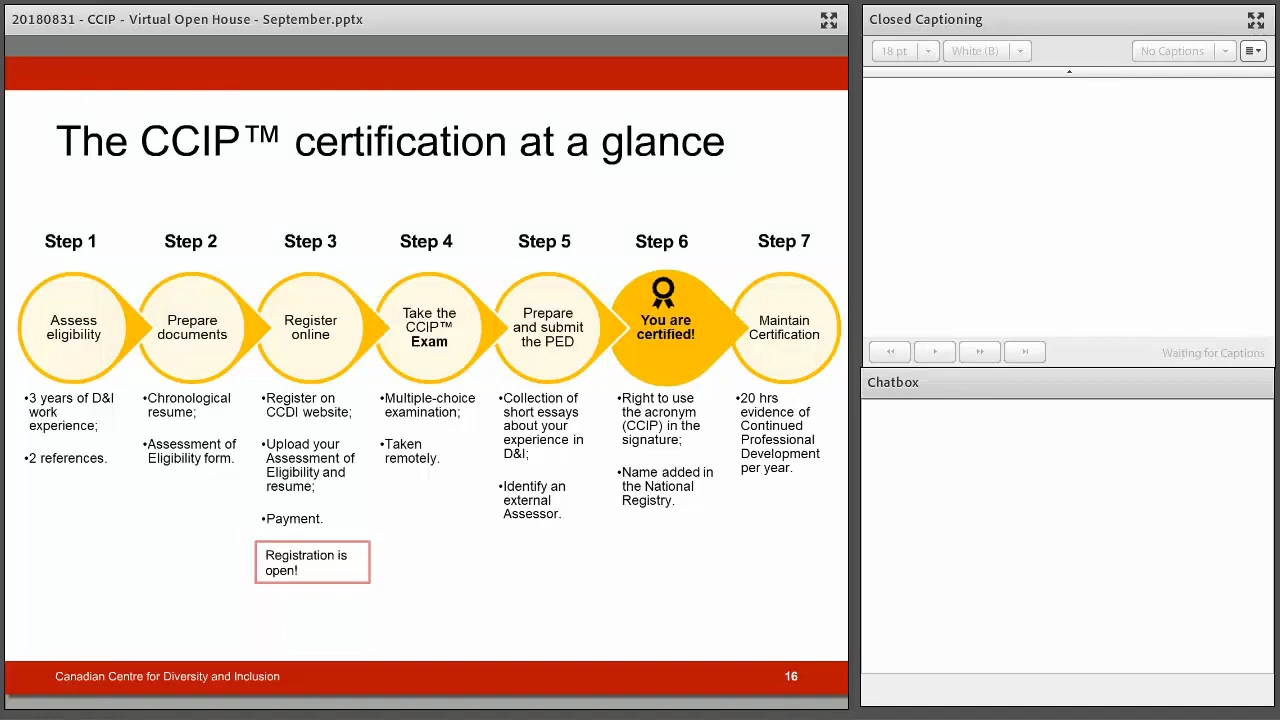 20180831 - CCIP - Virtual Open House - September.pptx
The CCIP™ certification at a glance
Step 1
Step 2
Step 3
Step 4
Step 5
Step 6
Step 7
Assess
eligibility
Prepare
documents
Register
online
Take the
CCIP™
Exam
Prepare
and submit
the PED
You are
certified!
Maintain
Certification
•3 years of D&I
work
experience;
•2 references.
•Chronological
resume;
•Assessment of
Eligibility form.
•Register on
CCDI website;
•Upload your
Assessment of
Eligibility and
resume;
•Payment.
Registration is
open!
•Multiple-choice
examination;
•Taken
remotely.
•Collection of
short essays
about your
experience in
D&I;
•Identify an
external
Assessor.
•Right to use
the acronym
(CCIP) in the
signature;
•Name added in
the National
Registry.
•20 hrs
evidence of
Continued
Professional
Development
per year.
Canadian Centre for Diversity and Inclusion
16
Closed Captioning
18 pt
White (B)
No Captions
Waiting for Captions
Chatbox